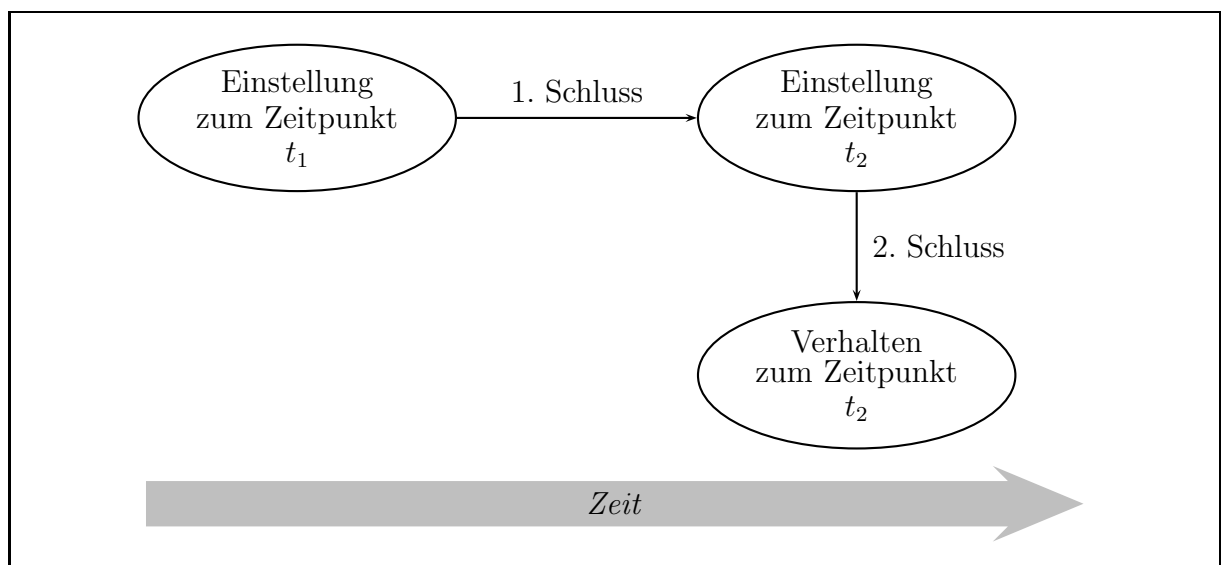 Einstellung
zum Zeitpunkt
t₁
1. Schluss
Einstellung
zum Zeitpunkt
t₂
2. Schluss
Verhalten
zum Zeitpunkt
t₂
Zeit